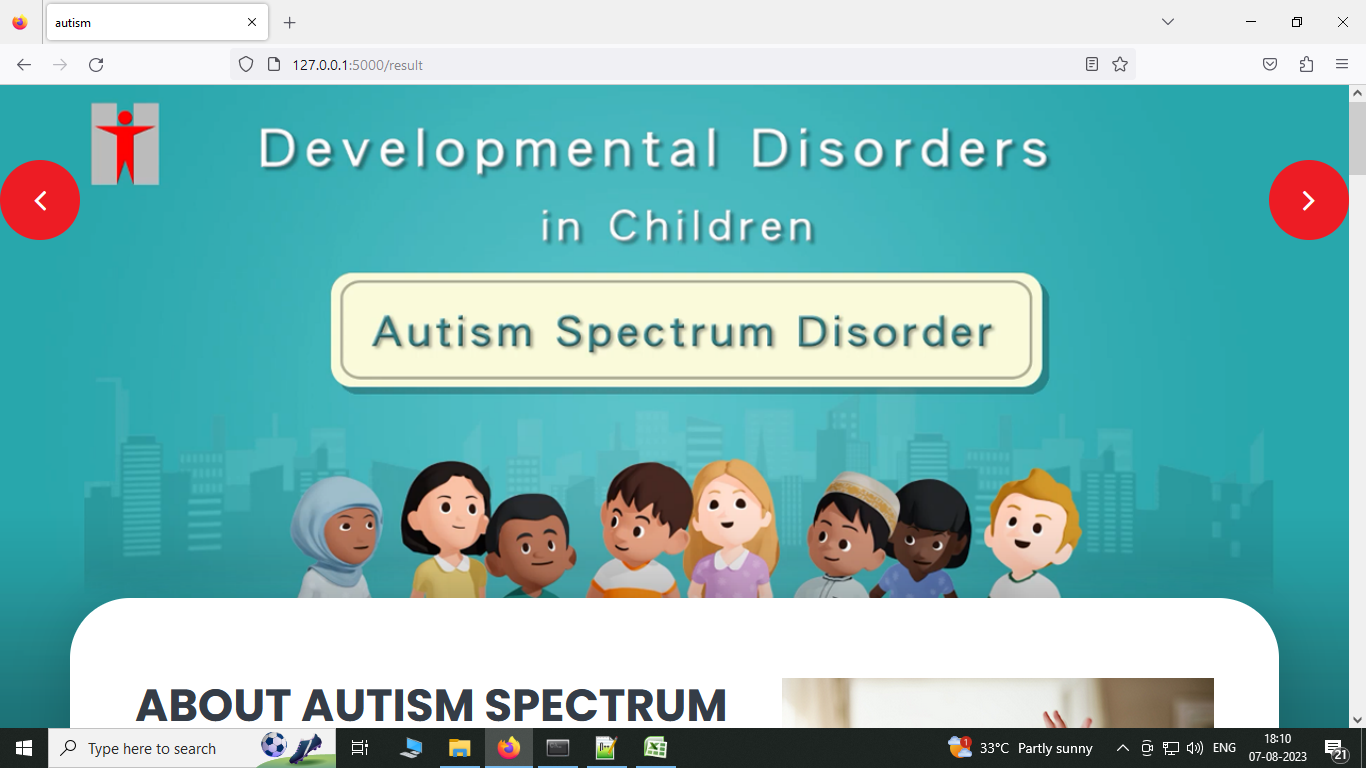 autism
127.0.0.1:5000/result
Developmental Disorders
in Children
Autism Spectrum Disorder
ABOUT AUTISM SPECTRUM
Type here to search
1
33°C Partly sunny
ENG
18:10
07-08-2023
21